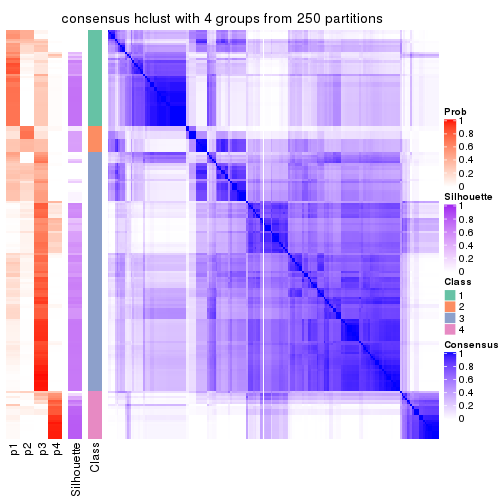 consensus hclust with 4 groups from 250 partitions
Prob
1
0.8
0.6
0.4
0.2
0
Silhouette
1
0.8
0.6
0.4
0.2
0
Class
1
2
3
4
Consensus
1
0.8
0.6
0.4
0.2
0
p1
p2
p3
p4
Silhouette
Class